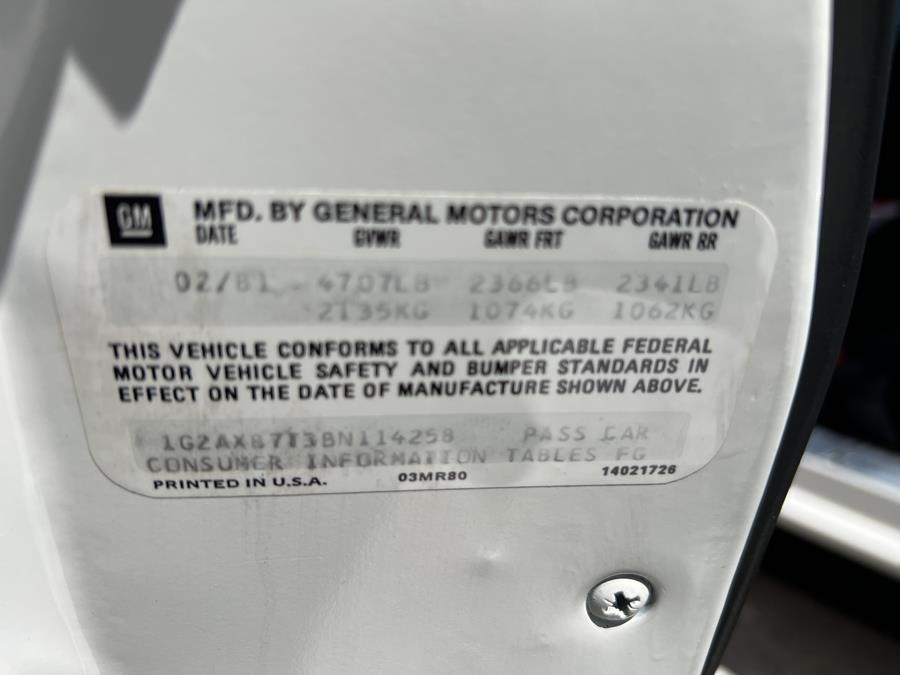 GM MFD. BY GENERAL MOTORS CORPORATION
DATE GVWR GAWR FRT GAWR RR
02/81 4707LB 2366LB 2341LB
2135KG 1074KG 1062KG
THIS VEHICLE CONFORMS TO ALL APPLICABLE FEDERAL
MOTOR VEHICLE SAFETY AND BUMPER STANDARDS IN
EFFECT ON THE DATE OF MANUFACTURE SHOWN ABOVE.
1G2AX87T3BN114258 PASS CAR
CONSUMER INFORMATION TABLES FG
PRINTED IN U.S.A. 03MR80 14021726